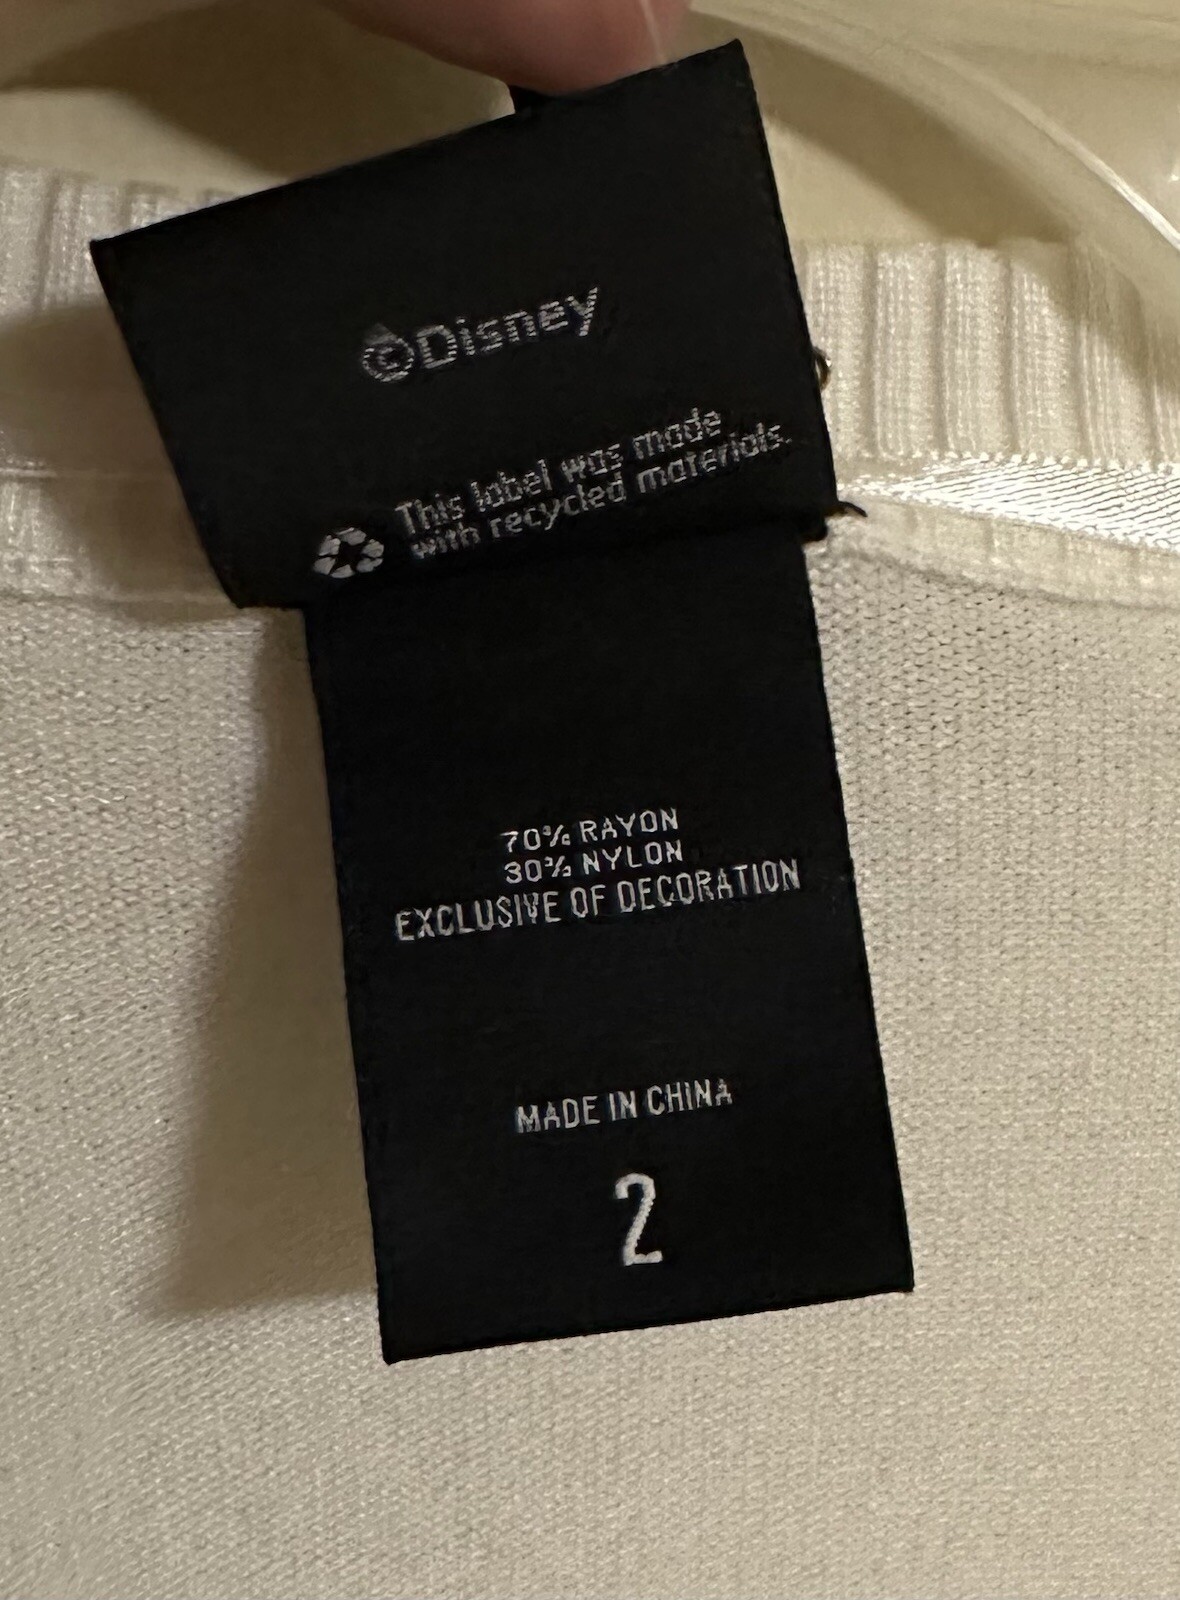 ©Disney
This label was made
with recycled materials.
70% RAYON
30% NYLON
EXCLUSIVE OF DECORATION
MADE IN CHINA
2